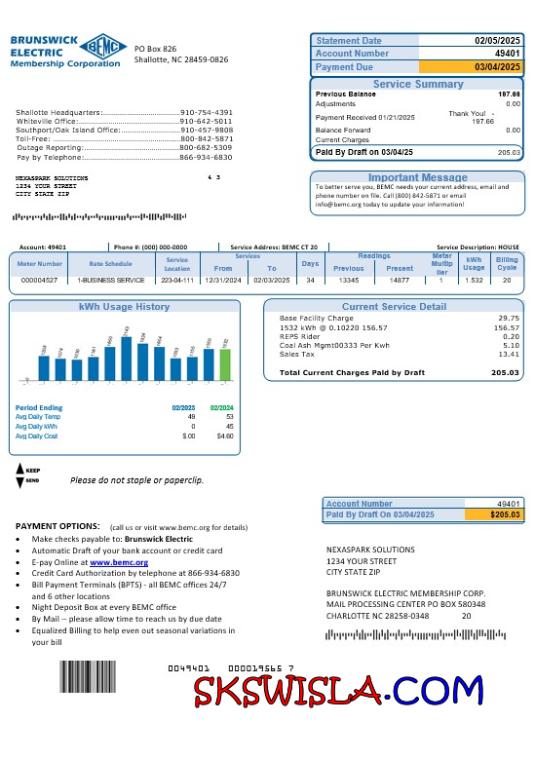 BRUNSWICK
ELECTRIC
Membership Corporation
BEMC
PO Box 826
Shallotte, NC 28459-0826
Statement Date 02/05/2025
Account Number 49401
Payment Due 03/04/2025
Service Summary
Previous Balance 197.66
Adjustments 0.00
Payment Received 01/21/2025 Thank You! - 197.66
Balance Forward 0.00
Current Charges
Paid By Draft on 03/04/25 205.03
Shallotte Headquarters: 910-754-4391
Whiteville Office: 910-642-5011
Southport/Oak Island Office: 910-457-9808
Toll-Free: 800-842-5871
Outage Reporting: 800-682-5309
Pay by Telephone: 866-934-6830
Important Message
To better serve you, BEMC needs your current address, email and
phone number on file. Call (800) 842-5871 or email
info@bemc.org today to update your information!
NEXASPARK SOLUTIONS 4 3
1234 YOUR STREET
CITY STATE ZIP
Account: 49401 Phone #: (000) 000-0000 Service Address: BEMC CT 20 Service Description: HOUSE
Meter Number Rate Schedule Service Location Services From To Days Readings Previous Present Meter Multip lier kWh Usage Billing Cycle
000004527 1-BUSINESS SERVICE 223-04-111 12/31/2024 02/03/2025 34 13345 14877 1 1.532 20
kWh Usage History
Period Ending 02/2025 02/2024
Avg Daily Temp 49 53
Avg Daily kWh 0 45
Avg Daily Cost $.00 $4.60
Current Service Detail
Base Facility Charge 29.75
1532 kWh @ 0.10220 156.57 156.57
REPS Rider 0.20
Coal Ash Mgmt00333 Per Kwh 5.10
Sales Tax 13.41
Total Current Charges Paid by Draft 205.03
KEEP
SEND
Please do not staple or paperclip.
Account Number 49401
Paid By Draft On 03/04/2025 $205.03
PAYMENT OPTIONS: (call us or visit www.bemc.org for details)
• Make checks payable to: Brunswick Electric
• Automatic Draft of your bank account or credit card
• E-pay Online at www.bemc.org
• Credit Card Authorization by telephone at 866-934-6830
• Bill Payment Terminals (BPTS) - all BEMC offices 24/7
and 6 other locations
• Night Deposit Box at every BEMC office
• By Mail -- please allow time to reach us by due date
• Equalized Billing to help even out seasonal variations in
your bill
NEXASPARK SOLUTIONS
1234 YOUR STREET
CITY STATE ZIP
BRUNSWICK ELECTRIC MEMBERSHIP CORP.
MAIL PROCESSING CENTER PO BOX 580348
CHARLOTTE NC 28258-0348 20
0049401 000019565 7
SKSWISLA.COM